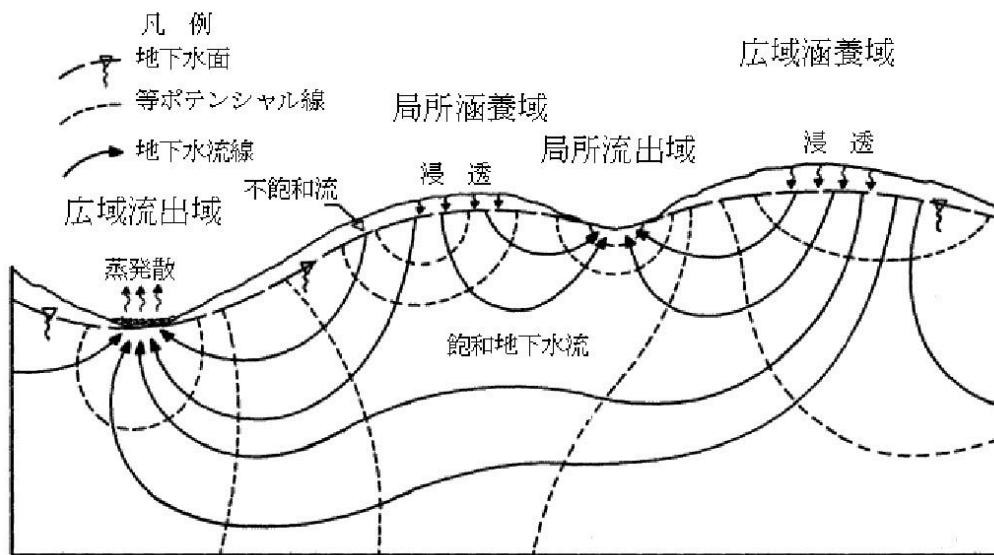 凡 例
地下水面
等ポテンシャル線
地下水流線
広域涵養域
局所涵養域
局所流出域
浸 透
浸 透
不飽和流
広域流出域
蒸発散
飽和地下水流